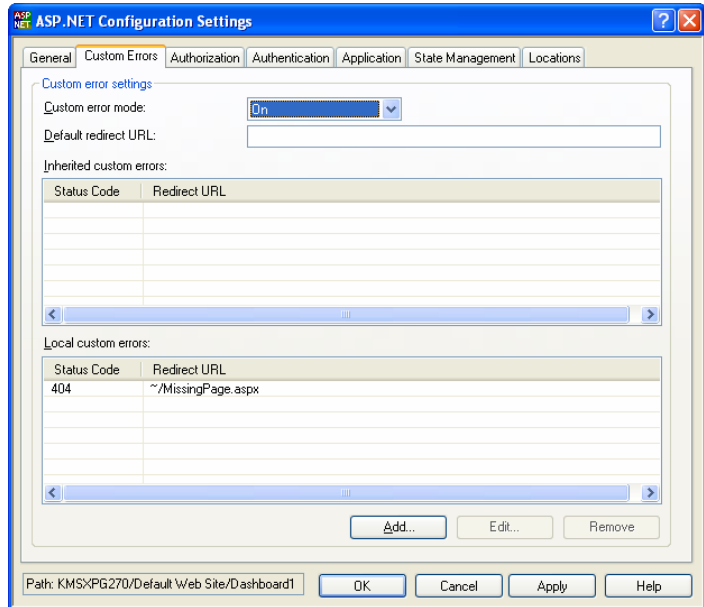 ASP.NET ASP.NET Configuration Settings
General Custom Errors Authorization Authentication Application State Management Locations
Custom error settings
Custom error mode: On
Default redirect URL:
Inherited custom errors:
Status Code Redirect URL
Local custom errors:
Status Code Redirect URL
404 ~/MissingPage.aspx
Add... Edit... Remove
Path: KMSXPG270/Default Web Site/Dashboard1 OK Cancel Apply Help